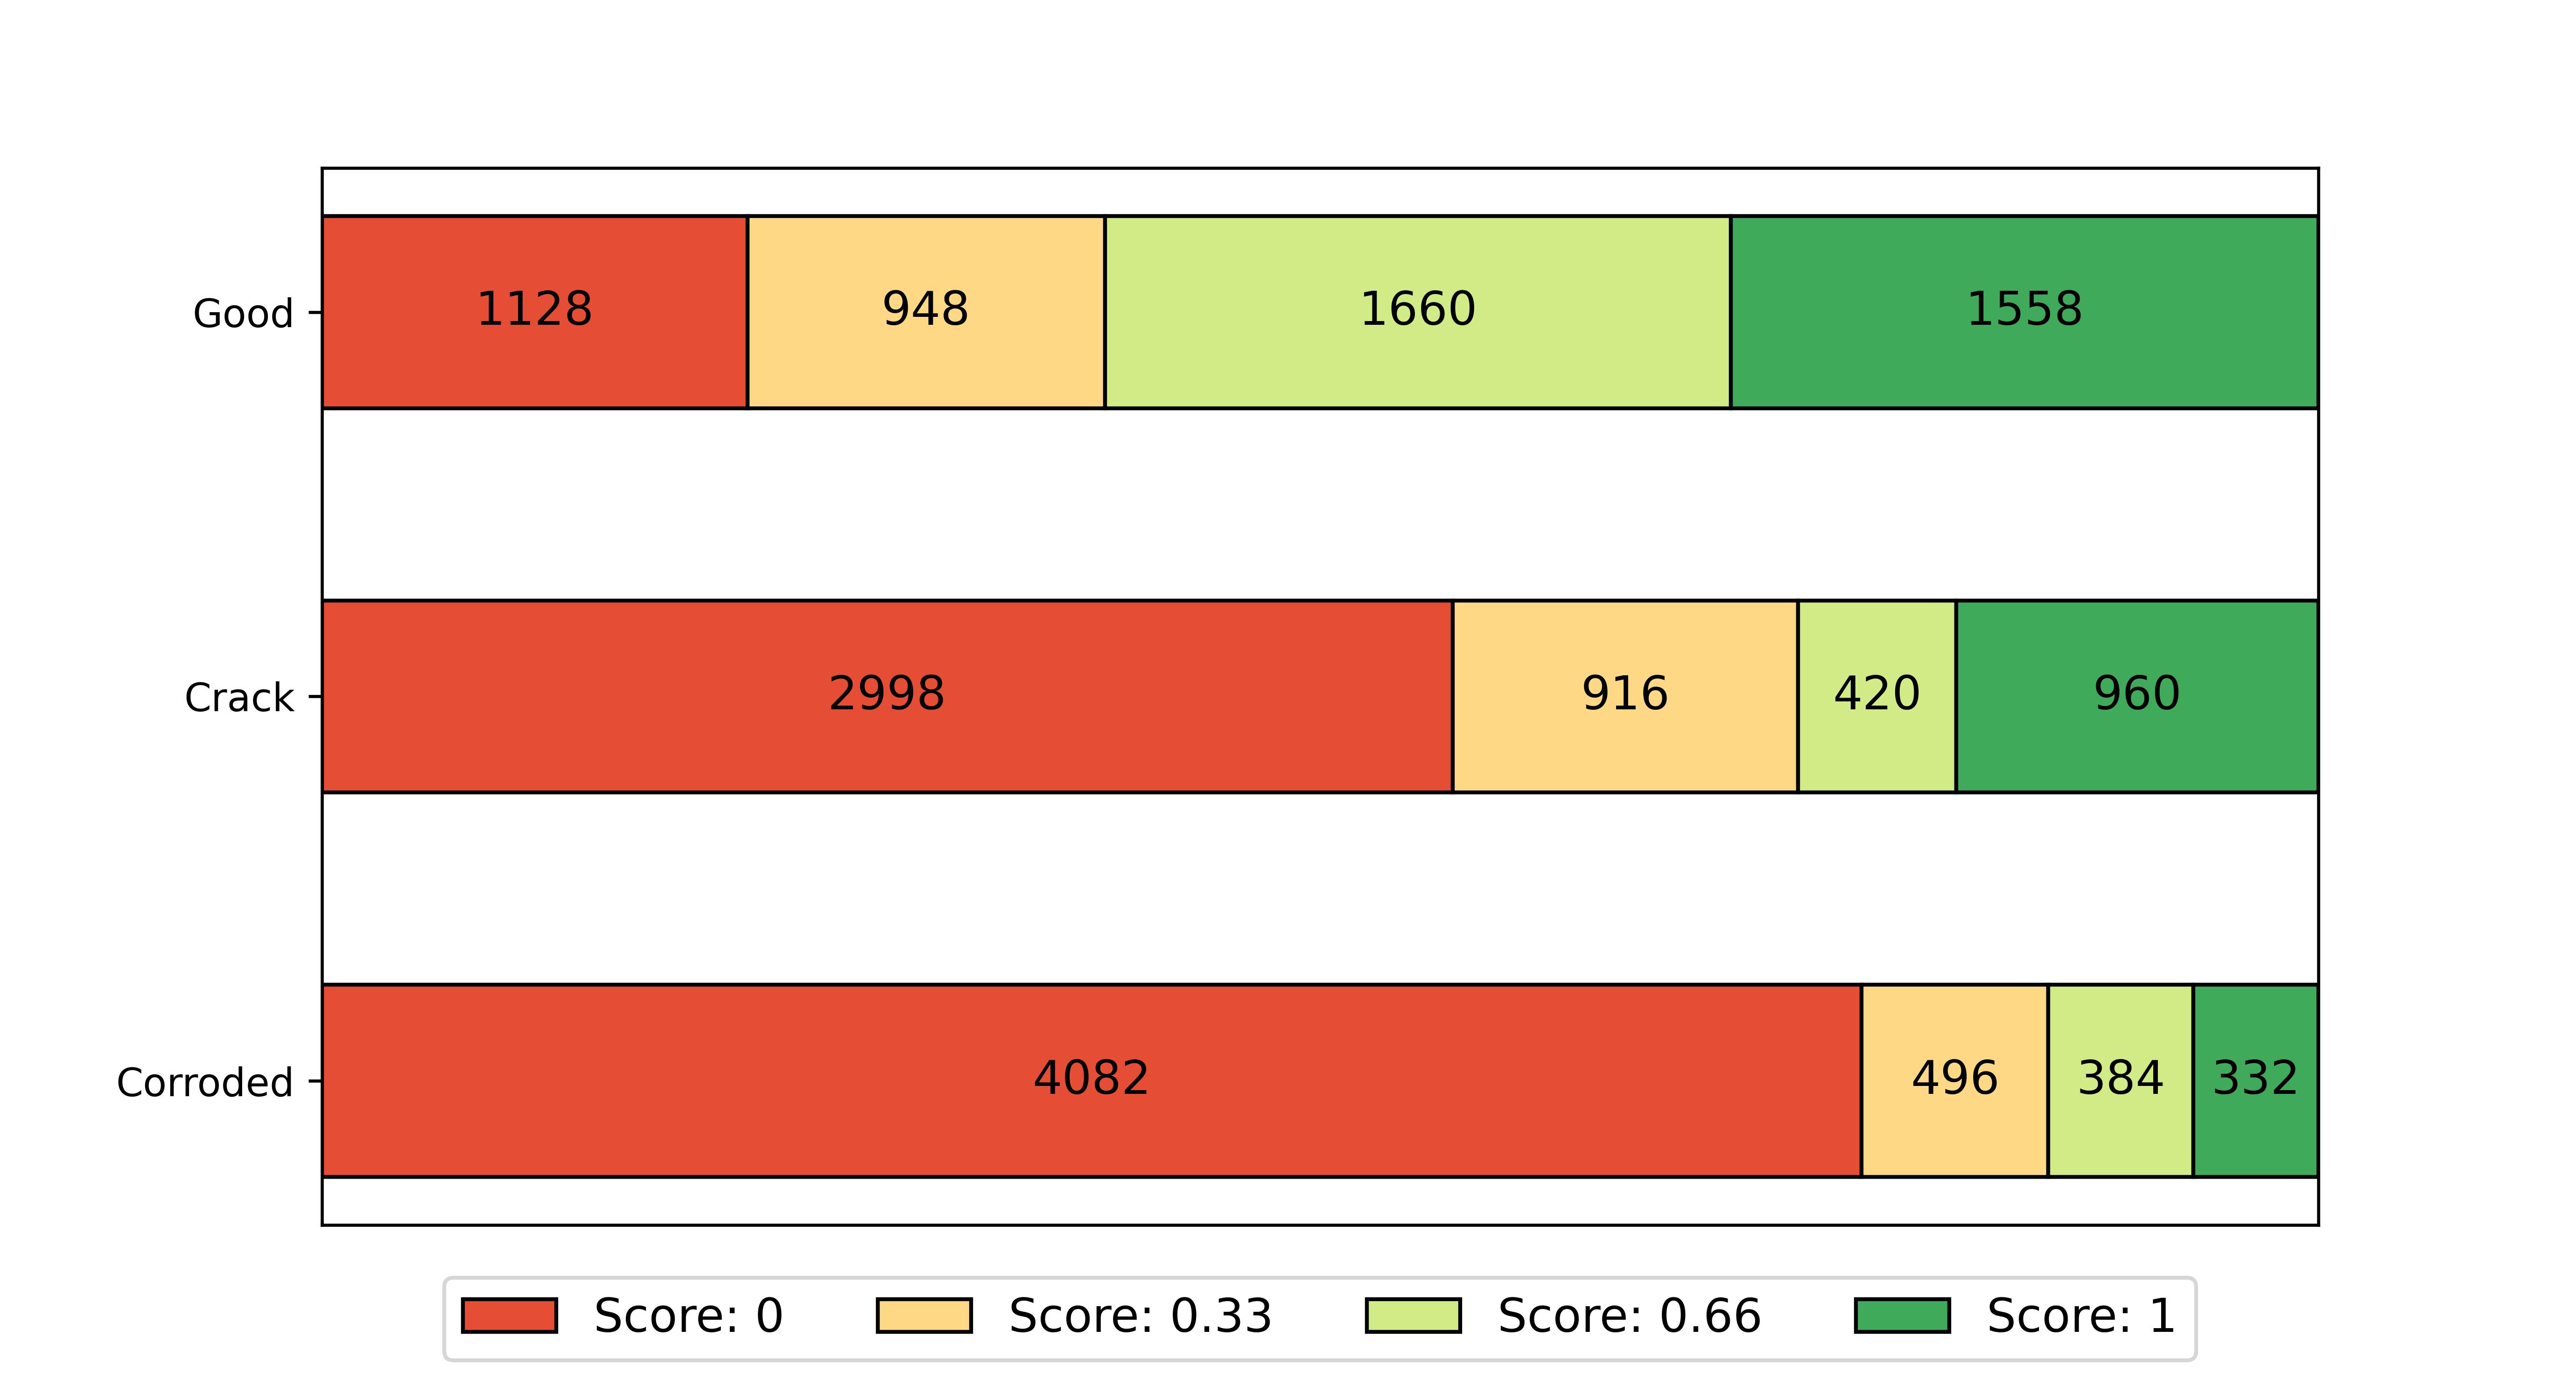 Good
1128 948 1660 1558
Crack
2998 916 420 960
Corroded
4082 496 384 332
Score: 0 Score: 0.33 Score: 0.66 Score: 1